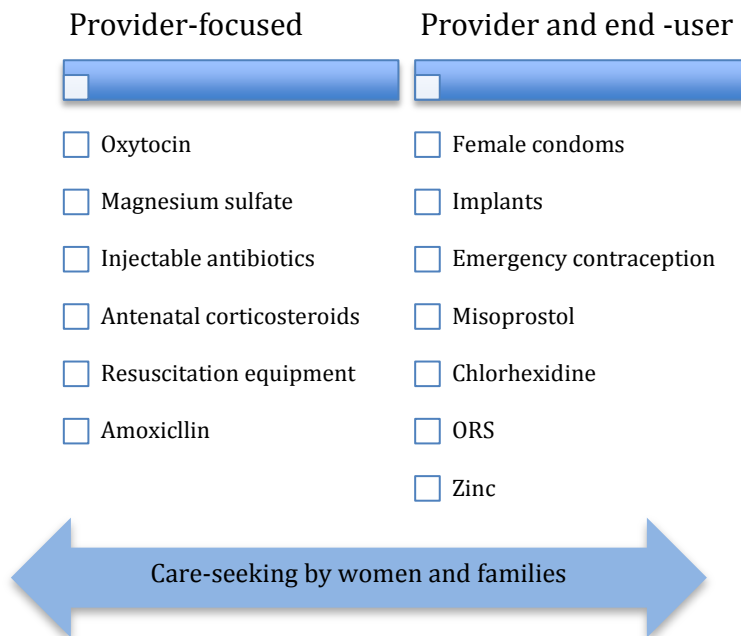 Provider-focused
Oxytocin
Magnesium sulfate
Injectable antibiotics
Antenatal corticosteroids
Resuscitation equipment
Amoxicllin
Provider and end -user
Female condoms
Implants
Emergency contraception
Misoprostol
Chlorhexidine
ORS
Zinc
Care-seeking by women and families